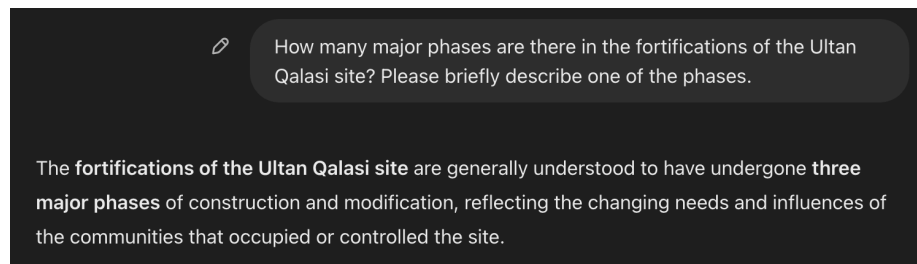 How many major phases are there in the fortifications of the Ultan
Qalasi site? Please briefly describe one of the phases.
The fortifications of the Ultan Qalasi site are generally understood to have undergone three
major phases of construction and modification, reflecting the changing needs and influences of
the communities that occupied or controlled the site.